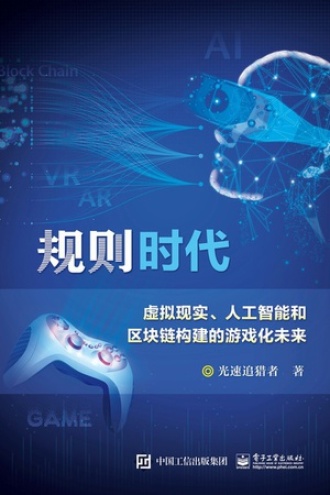 AI
Block Chain
VR
AR
规则时代
虚拟现实、人工智能和
区块链构建的游戏化未来
光速追猎者 著
GAME
中国工信出版集团
电子工业出版社